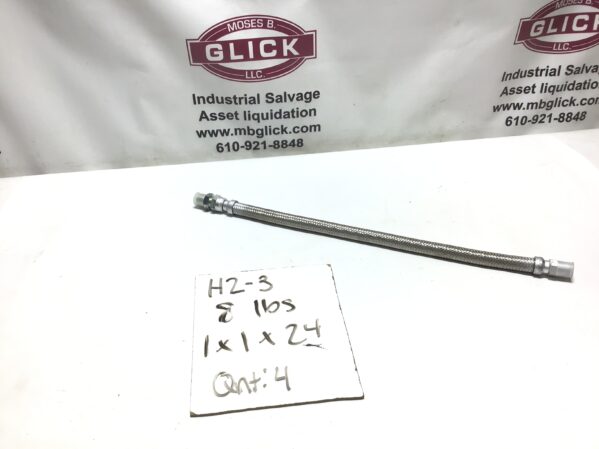 MOSES B.
GLICK
LLC.
Industrial Salvage
Asset liquidation
www.mbglick.com
610-921-8848
MOSES B.
GLICK
LLC.
Industrial Salva
Asset liquidation
www.mbglick.co
610-921-8848
H2-3
8 lbs
1x1x24
Qnt: 4